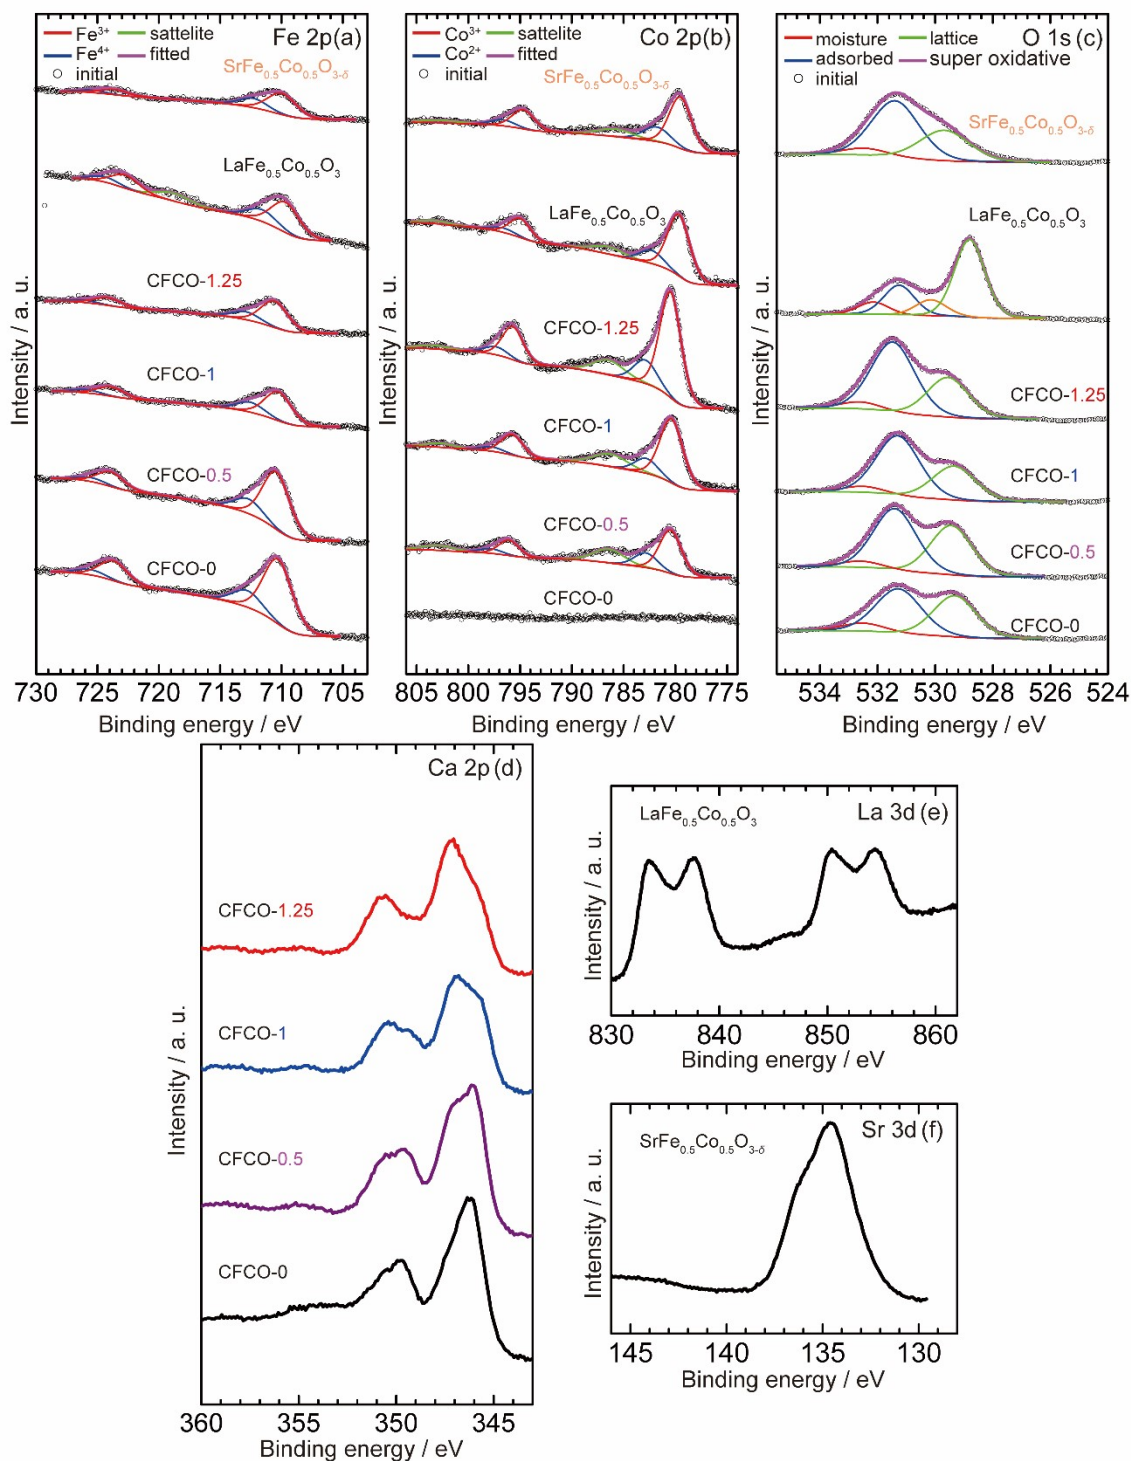 Fe³⁺ sattelite Fe 2p(a)
Fe⁴⁺ fitted
initial
SrFe₀.₅Co₀.₅O₃₋δ
LaFe₀.₅Co₀.₅O₃
CFCO-1.25
CFCO-1
CFCO-0.5
CFCO-0
Intensity / a. u.
730 720 710 703
Binding energy / eV
Co³⁺ sattelite Co 2p(b)
Co²⁺ fitted
initial
SrFe₀.₅Co₀.₅O₃₋δ
LaFe₀.₅Co₀.₅O₃
CFCO-1.25
CFCO-1
CFCO-0.5
CFCO-0
Intensity / a. u.
805 800 790 780 774
Binding energy / eV
O 1s (c)
moisture lattice
adsorbed super oxidative
initial
SrFe₀.₅Co₀.₅O₃₋δ
LaFe₀.₅Co₀.₅O₃
CFCO-1.25
CFCO-1
CFCO-0.5
CFCO-0
Intensity / a. u.
534 532 530 528 526 524
Binding energy / eV
Ca 2p (d)
CFCO-1.25
CFCO-1
CFCO-0.5
CFCO-0
Intensity / a. u.
360 355 350 345
Binding energy / eV
LaFe₀.₅Co₀.₅O₃ La 3d (e)
Intensity / a. u.
830 840 850 860
Binding energy / eV
SrFe₀.₅Co₀.₅O₃₋δ Sr 3d (f)
Intensity / a. u.
145 140 135 130
Binding energy / eV